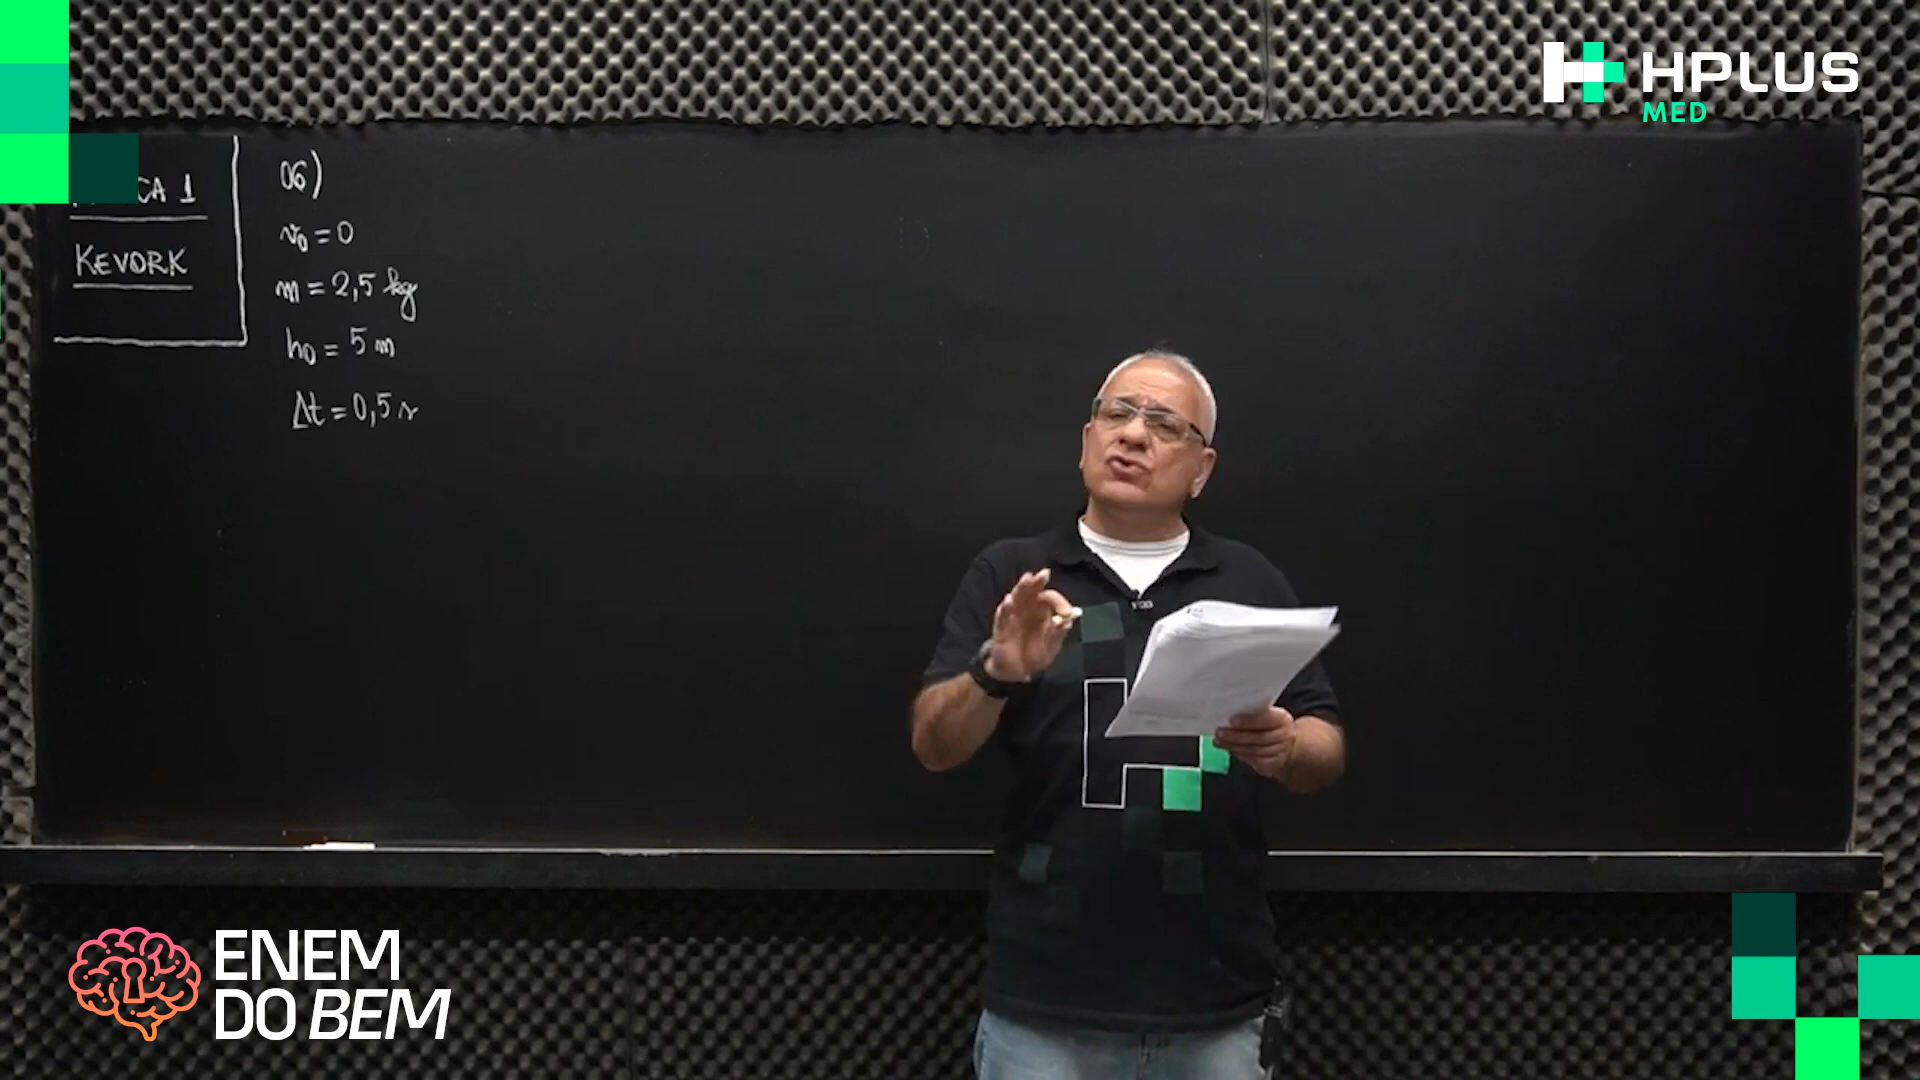 HPLUS
MED
CA 1
KEVORK
06)
v0 = 0
m = 2,5 kg
h0 = 5 m
Δt = 0,5 s
ENEM
DO BEM